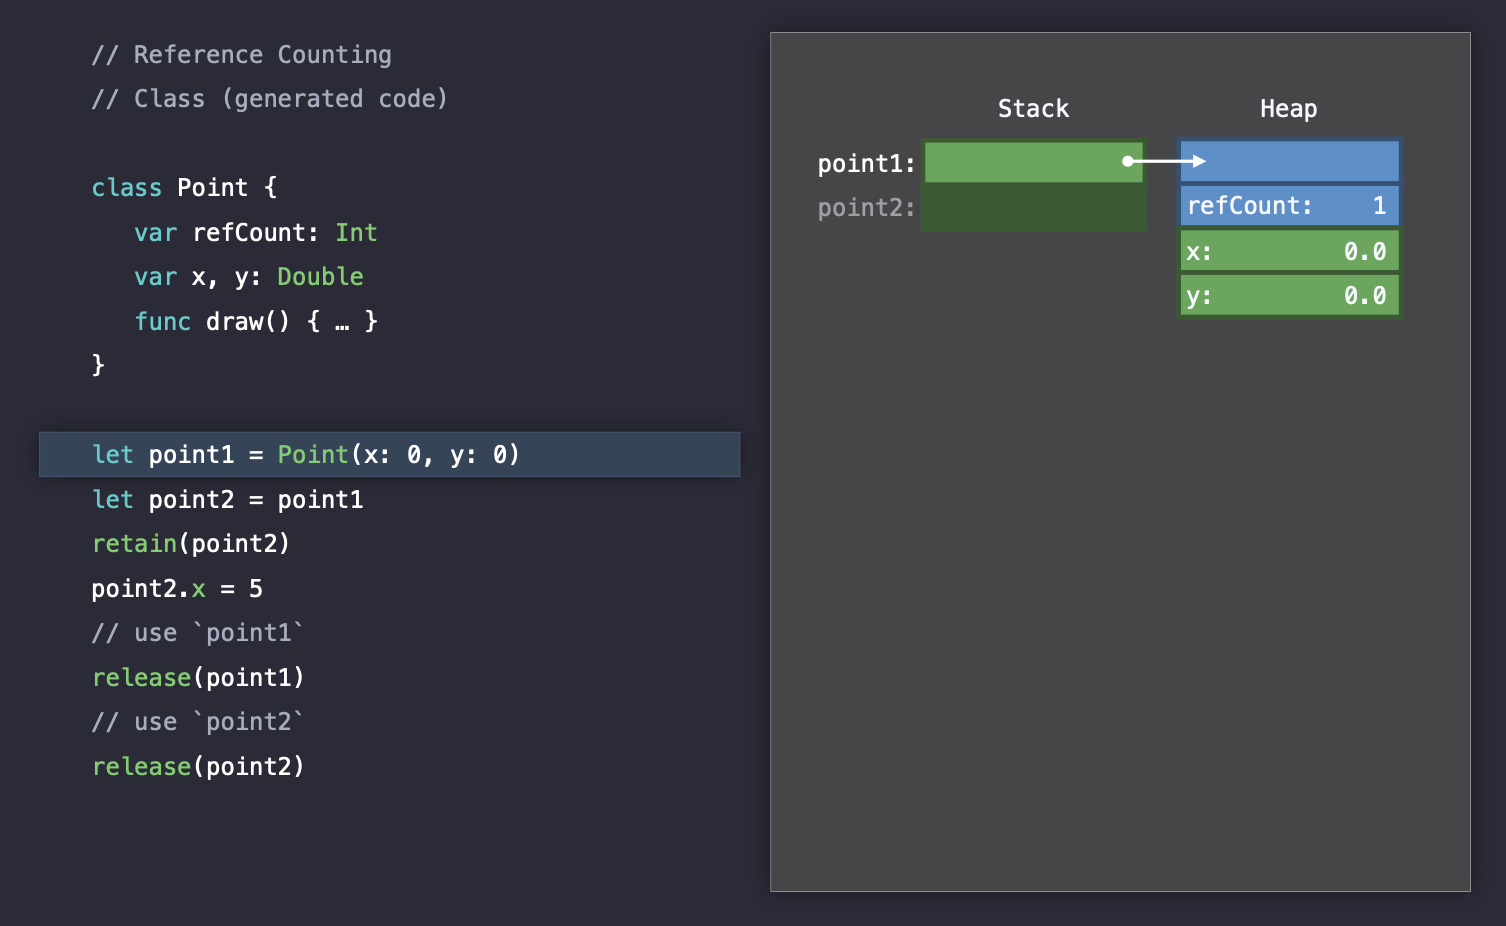 // Reference Counting
// Class (generated code)
class Point {
var refCount: Int
var x, y: Double
func draw() { … }
}
let point1 = Point(x: 0, y: 0)
let point2 = point1
retain(point2)
point2.x = 5
// use `point1`
release(point1)
// use `point2`
release(point2)
Stack Heap
point1:
point2:
refCount: 1
x: 0.0
y: 0.0